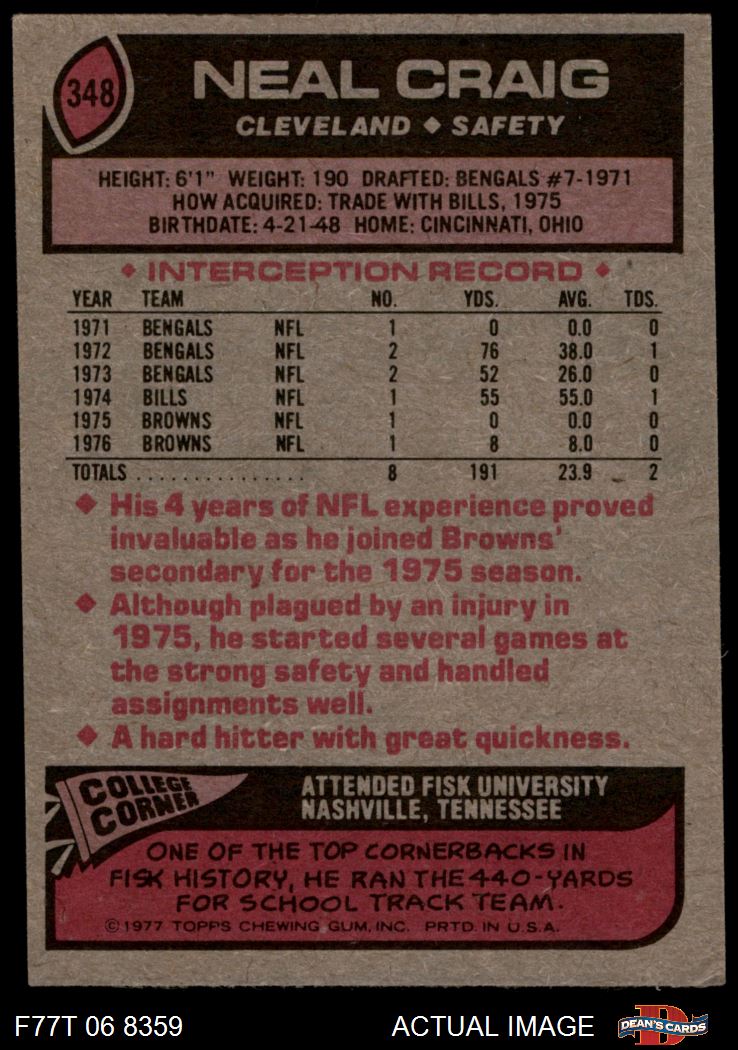 348
NEAL CRAIG
CLEVELAND ◆ SAFETY
HEIGHT: 6'1" WEIGHT: 190 DRAFTED: BENGALS #7-1971
HOW ACQUIRED: TRADE WITH BILLS, 1975
BIRTHDATE: 4-21-48 HOME: CINCINNATI, OHIO
◆ INTERCEPTION RECORD ◆
YEAR TEAM NO. YDS. AVG. TDS.
1971 BENGALS NFL 1 0 0.0 0
1972 BENGALS NFL 2 76 38.0 1
1973 BENGALS NFL 2 52 26.0 0
1974 BILLS NFL 1 55 55.0 1
1975 BROWNS NFL 1 0 0.0 0
1976 BROWNS NFL 1 8 8.0 0
TOTALS . . . . . . . . . . . . . . . 8 191 23.9 2
◆ His 4 years of NFL experience proved
invaluable as he joined Browns'
secondary for the 1975 season.
◆ Although plagued by an injury in
1975, he started several games at
the strong safety and handled
assignments well.
◆ A hard hitter with great quickness.
COLLEGE
CORNER
ATTENDED FISK UNIVERSITY
NASHVILLE, TENNESSEE
ONE OF THE TOP CORNERBACKS IN
FISK HISTORY, HE RAN THE 440-YARDS
FOR SCHOOL TRACK TEAM.
©1977 TOPPS CHEWING GUM, INC. PRTD. IN U.S.A.
F77T 06 8359 ACTUAL IMAGE
D
DEAN'S CARDS